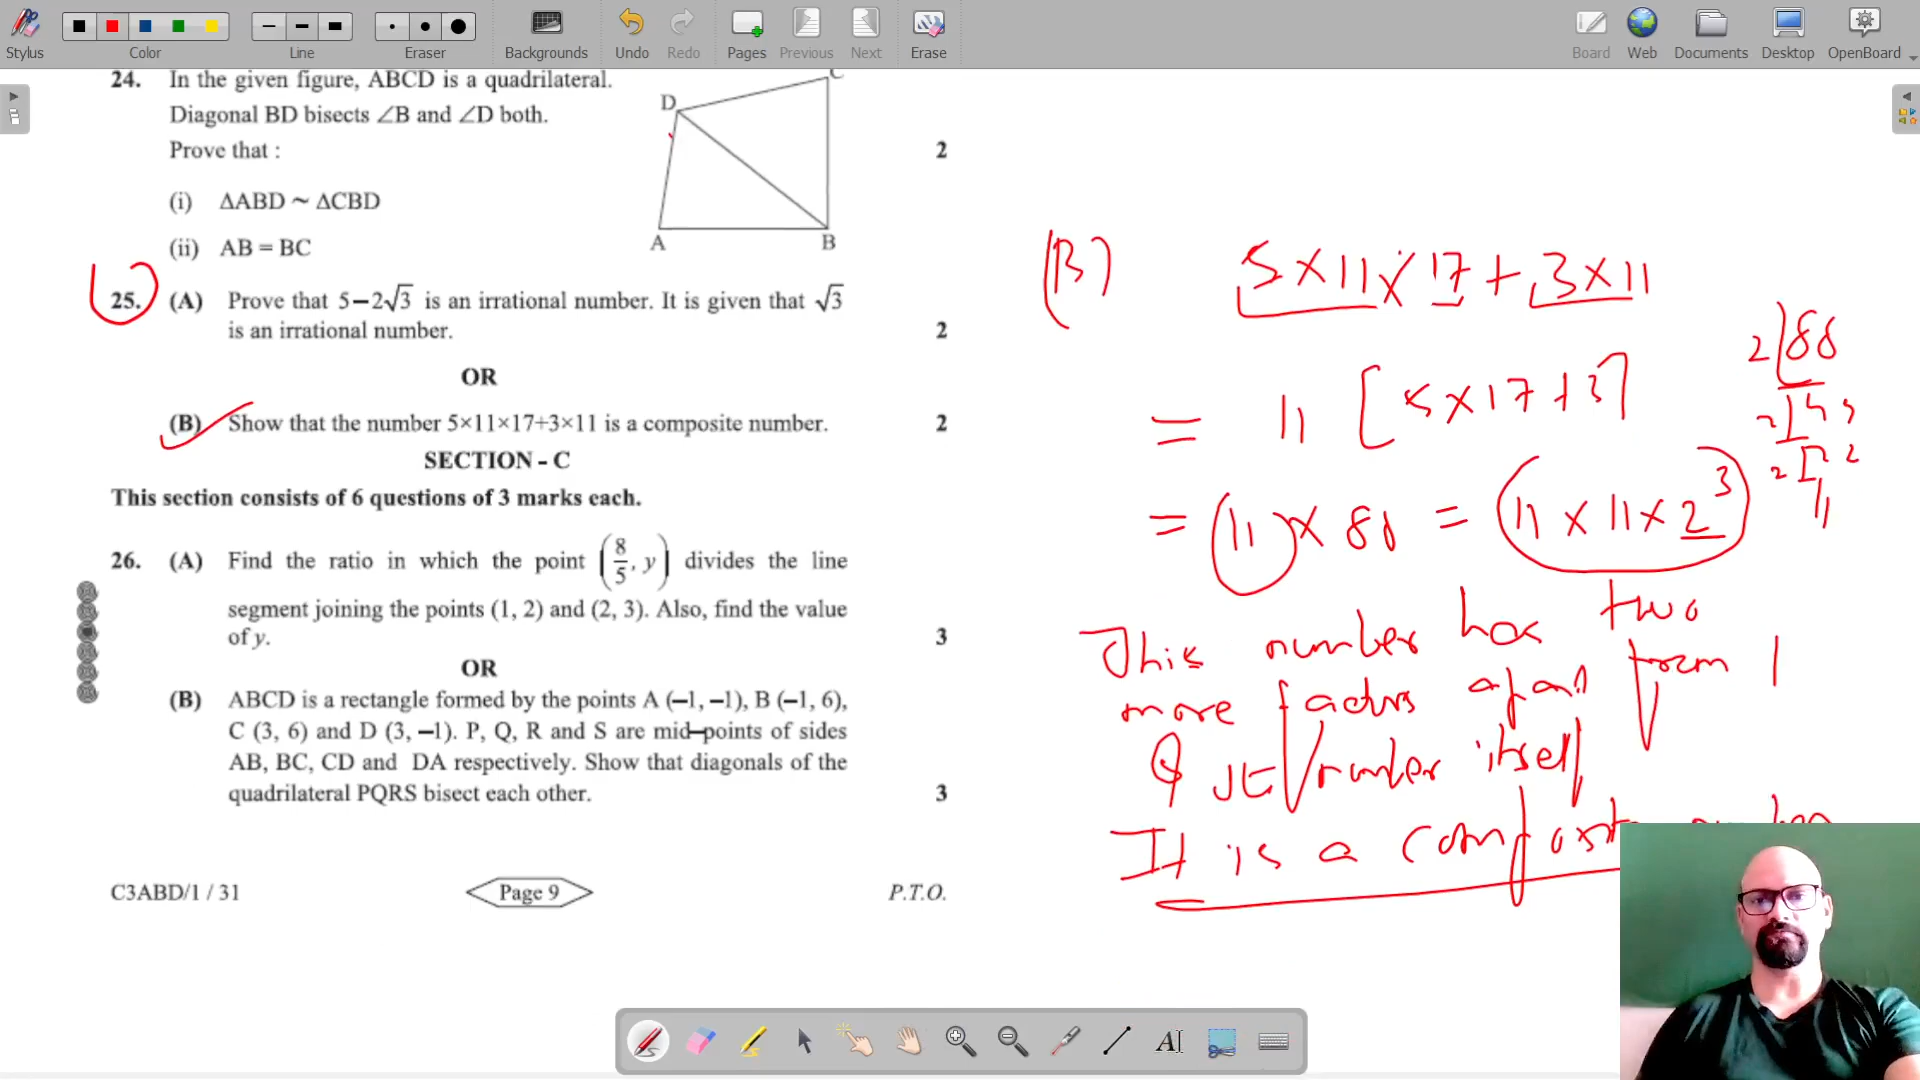 Stylus Color Line Eraser Backgrounds Undo Redo Pages Previous Next Erase Board Web Documents Desktop OpenBoard
24. In the given figure, ABCD is a quadrilateral.
Diagonal BD bisects ∠B and ∠D both.
Prove that : 2
(i) ΔABD ~ ΔCBD
(ii) AB = BC
D
C
A B
25. (A) Prove that 5−2√3 is an irrational number. It is given that √3
is an irrational number. 2
OR
(B) Show that the number 5×11×17+3×11 is a composite number. 2
SECTION - C
This section consists of 6 questions of 3 marks each.
26. (A) Find the ratio in which the point (8/5, y) divides the line
segment joining the points (1, 2) and (2, 3). Also, find the value
of y. 3
OR
(B) ABCD is a rectangle formed by the points A (−1, −1), B (−1, 6),
C (3, 6) and D (3, −1). P, Q, R and S are mid-points of sides
AB, BC, CD and DA respectively. Show that diagonals of the
quadrilateral PQRS bisect each other. 3
C3ABD/1 / 31 Page 9 P.T.O.
(B) 5×11×17+3×11
= 11 [5×17+3]
= 11 × 88 = 11 × 11 × 2³
2 88
2 44
2 22
11
This number has two
more factors apart from 1
& the number itself
It is a composite number